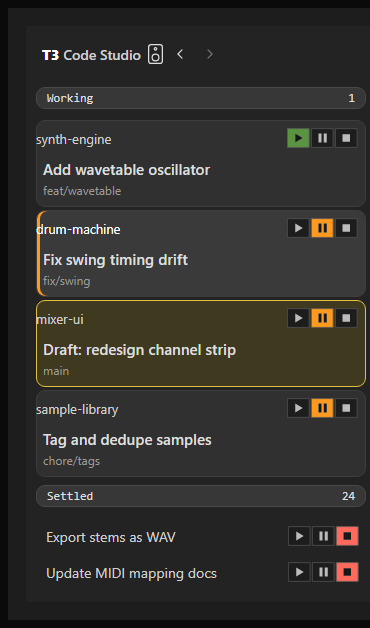 T3 Code Studio
Working 1
synth-engine
Add wavetable oscillator
feat/wavetable
drum-machine
Fix swing timing drift
fix/swing
mixer-ui
Draft: redesign channel strip
main
sample-library
Tag and dedupe samples
chore/tags
Settled 24
Export stems as WAV
Update MIDI mapping docs